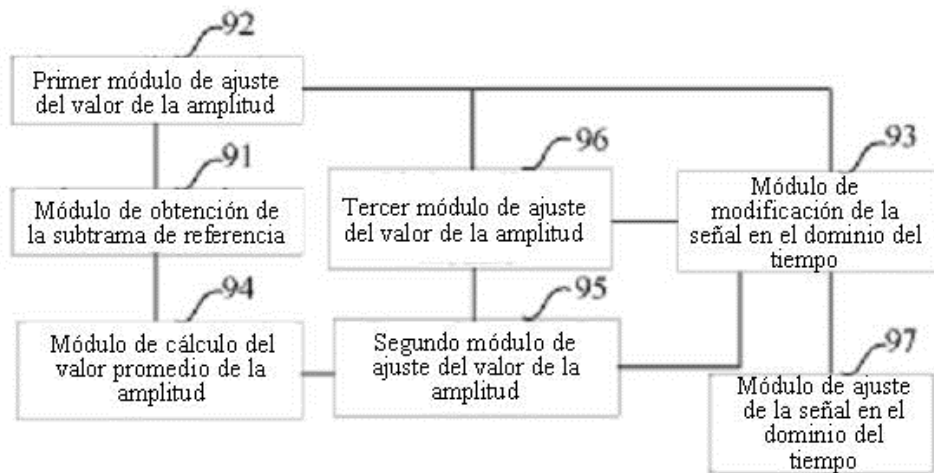 92
Primer módulo de ajuste
del valor de la amplitud
91
Módulo de obtención de
la subtrama de referencia
96
Tercer módulo de ajuste
del valor de la amplitud
93
Módulo de
modificación de la
señal en el dominio del
tiempo
94
Módulo de cálculo del
valor promedio de la
amplitud
95
Segundo módulo de
ajuste del valor de la
amplitud
97
Módulo de ajuste
de la señal en el
dominio del
tiempo